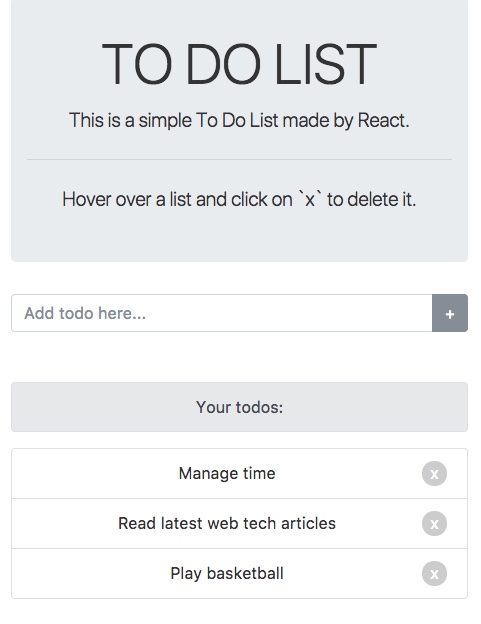 TO DO LIST
This is a simple To Do List made by React.
Hover over a list and click on `x` to delete it.
Add todo here...
+
Your todos:
Manage time x
Read latest web tech articles x
Play basketball x